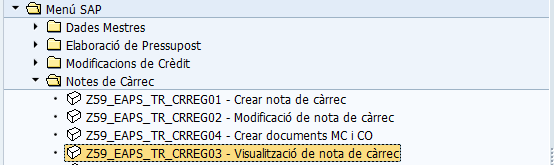 Menú SAP
Dades Mestres
Elaboració de Pressupost
Modificacions de Crèdit
Notes de Càrrec
Z59_EAPS_TR_CRREG01 - Crear nota de càrrec
Z59_EAPS_TR_CRREG02 - Modificació de nota de càrrec
Z59_EAPS_TR_CRREG04 - Crear documents MC i CO
Z59_EAPS_TR_CRREG03 - Visualització de nota de càrrec